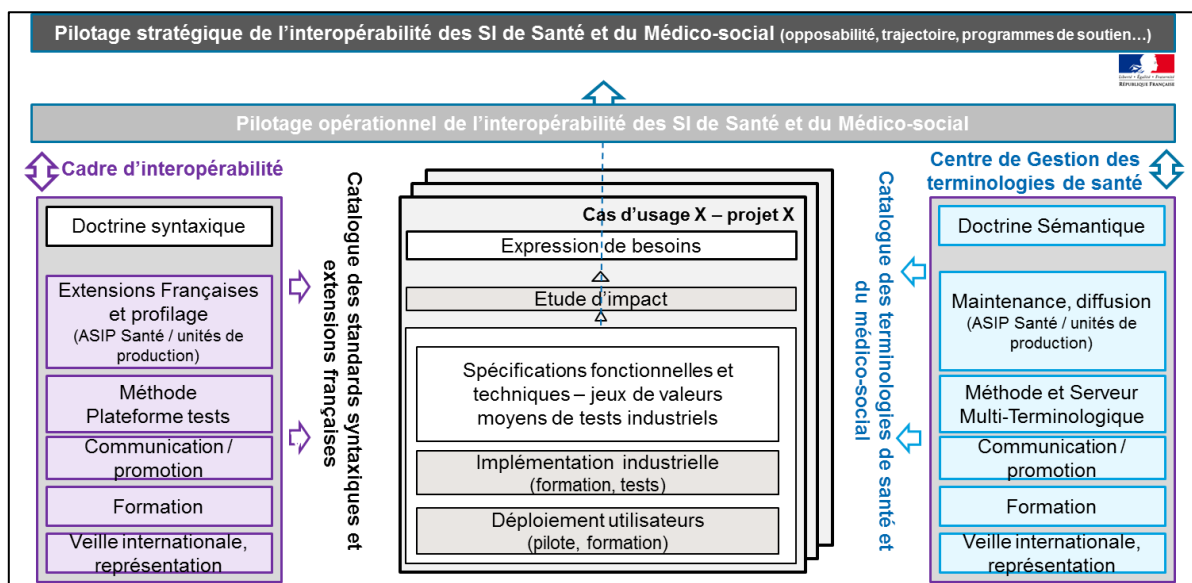 Pilotage stratégique de l'interopérabilité des SI de Santé et du Médico-social (opposabilité, trajectoire, programmes de soutien…)
Liberté • Égalité • Fraternité
RÉPUBLIQUE FRANÇAISE
Pilotage opérationnel de l'interopérabilité des SI de Santé et du Médico-social
Cadre d'interopérabilité
Doctrine syntaxique
Extensions Françaises
et profilage
(ASIP Santé / unités de
production)
Méthode
Plateforme tests
Communication /
promotion
Formation
Veille internationale,
représentation
Catalogue des standards syntaxiques et
extensions françaises
Cas d'usage X – projet X
Expression de besoins
Etude d'impact
Spécifications fonctionnelles et
techniques – jeux de valeurs
moyens de tests industriels
Implémentation industrielle
(formation, tests)
Déploiement utilisateurs
(pilote, formation)
Catalogue des terminologies de santé et
du médico-social
Centre de Gestion des
terminologies de santé
Doctrine Sémantique
Maintenance, diffusion
(ASIP Santé / unités de
production)
Méthode et Serveur
Multi-Terminologique
Communication /
promotion
Formation
Veille internationale,
représentation